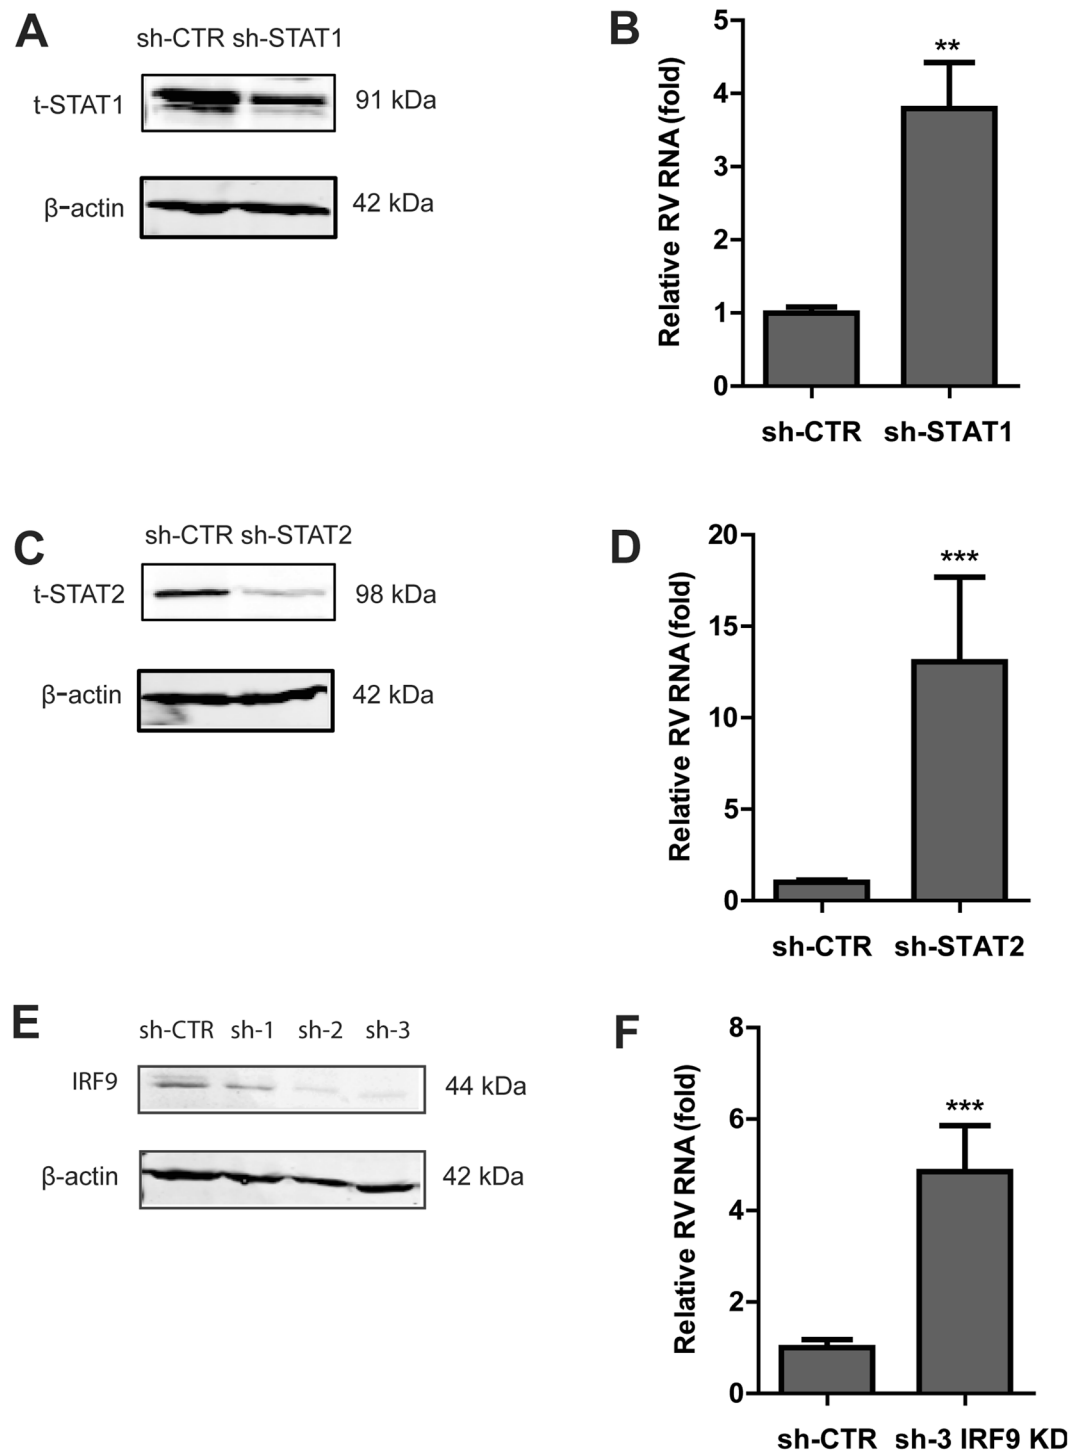 A
sh-CTR sh-STAT1
t-STAT1
91 kDa
β-actin
42 kDa
B
Relative RV RNA (fold)
5
4
3
2
1
0
**
sh-CTR
sh-STAT1
C
sh-CTR sh-STAT2
t-STAT2
98 kDa
β-actin
42 kDa
D
Relative RV RNA (fold)
20
15
10
5
0
***
sh-CTR
sh-STAT2
E
sh-CTR sh-1 sh-2 sh-3
IRF9
44 kDa
β-actin
42 kDa
F
Relative RV RNA (fold)
8
6
4
2
0
***
sh-CTR
sh-3 IRF9 KD